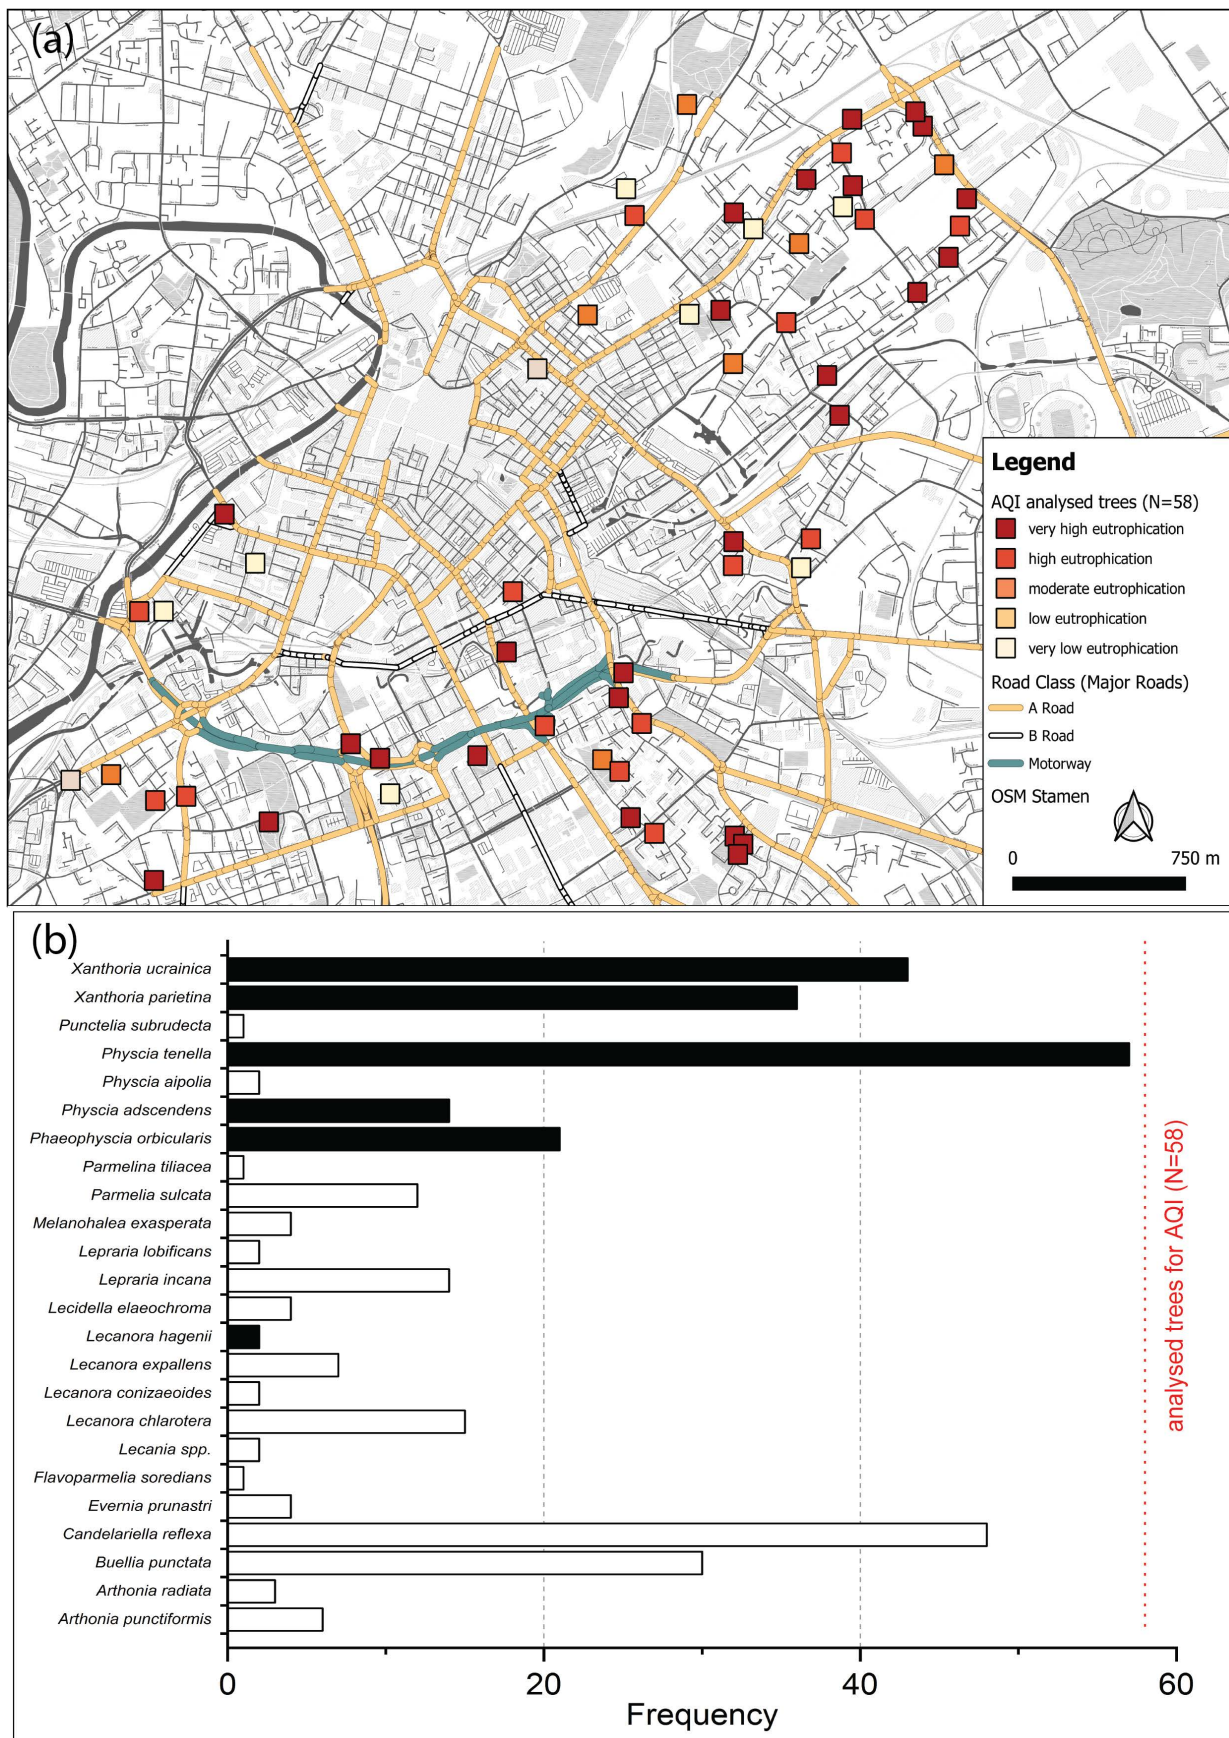 (a)
Legend
AQI analysed trees (N=58)
very high eutrophication
high eutrophication
moderate eutrophication
low eutrophication
very low eutrophication
Road Class (Major Roads)
A Road
B Road
Motorway
OSM Stamen
0 750 m
(b)
Xanthoria ucrainica
Xanthoria parietina
Punctelia subrudecta
Physcia tenella
Physcia aipolia
Physcia adscendens
Phaeophyscia orbicularis
Parmelina tiliacea
Parmelia sulcata
Melanohalea exasperata
Lepraria lobificans
Lepraria incana
Lecidella elaeochroma
Lecanora hagenii
Lecanora expallens
Lecanora conizaeoides
Lecanora chlarotera
Lecania spp.
Flavoparmelia soredians
Evernia prunastri
Candelariella reflexa
Buellia punctata
Arthonia radiata
Arthonia punctiformis
analysed trees for AQI (N=58)
0 20 40 60
Frequency